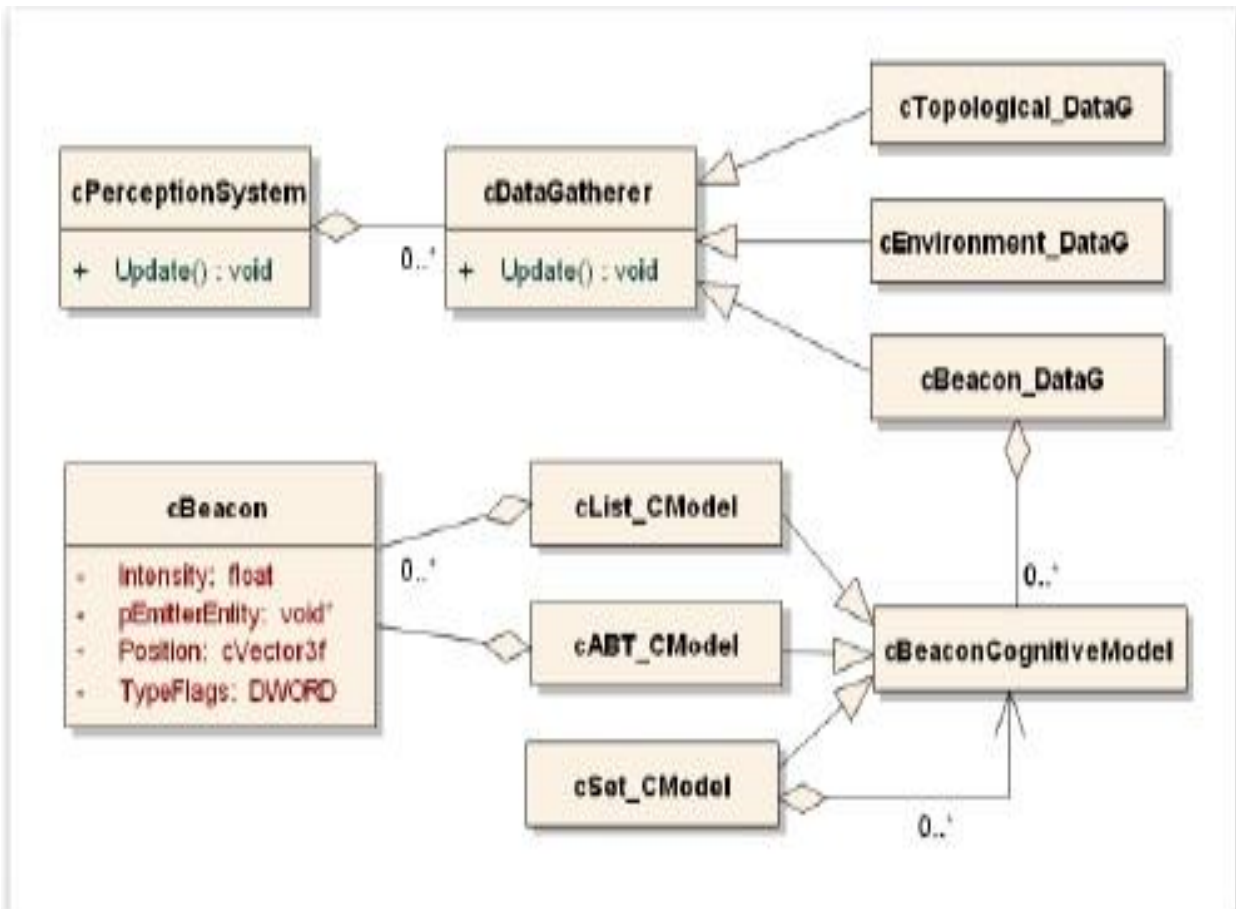 cTopological_DataG
cPerceptionSystem
+ Update() : void
0..*
cDataGatherer
+ Update() : void
cEnvironment_DataG
cBeacon_DataG
cBeacon
- Intensity: float
- pEmitterEntity: void*
- Position: cVector3f
- TypeFlags: DWORD
0..*
cList_CModel
cABT_CModel
cSet_CModel
0..*
cBeaconCognitiveModel
0..*